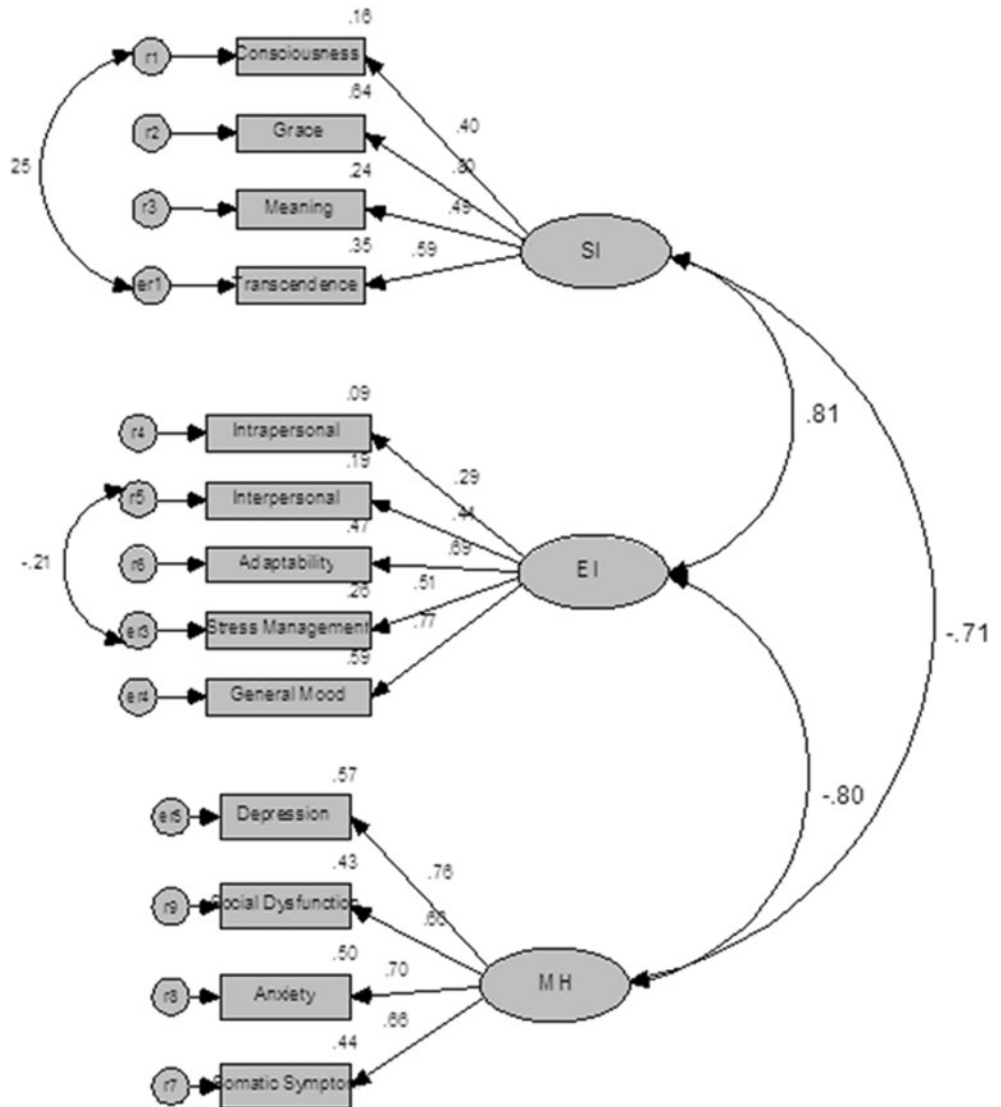 .16
r1 Consciousness
.64
.40
r2 Grace
.80
25
.24
r3 Meaning
.49
SI
.35
.59
er1 Transcendence
.81
.09
r4 Intrapersonal
.19
.29
r5 Interpersonal
.44
.47
-.21
r6 Adaptability
.69
EI
.26
.51
er3 Stress Management
.77
.59
er4 General Mood
-.71
.57
er5 Depression
-.80
.43
.76
r9 Social Dysfunction
.50
.70
r8 Anxiety
MH
.66
.44
r7 Somatic Symptom